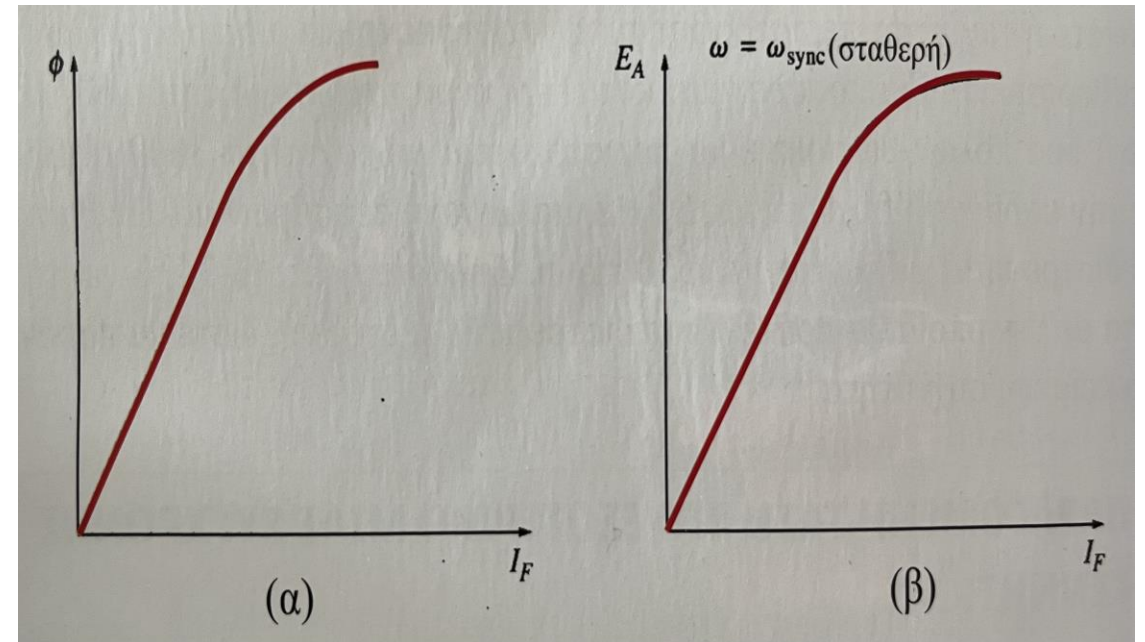 ϕ
I_F
(α)
E_A
ω = ω_sync(σταθερή)
I_F
(β)